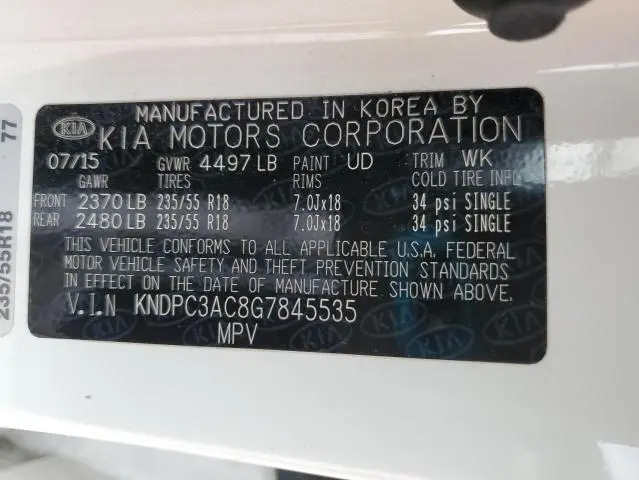 MANUFACTURED IN KOREA BY
KIA KIA MOTORS CORPORATION
07/15 GVWR 4497 LB PAINT UD TRIM WK
GAWR TIRES RIMS COLD TIRE INFL
FRONT 2370 LB 235/55 R18 7.0Jx18 34 psi SINGLE
REAR 2480 LB 235/55 R18 7.0Jx18 34 psi SINGLE
THIS VEHICLE CONFORMS TO ALL APPLICABLE U.S.A. FEDERAL
MOTOR VEHICLE SAFETY AND THEFT PREVENTION STANDARDS
IN EFFECT ON THE DATE OF MANUFACTURE SHOWN ABOVE.
V.I.N KNDPC3AC8G7845535
MPV
235/55R18 77